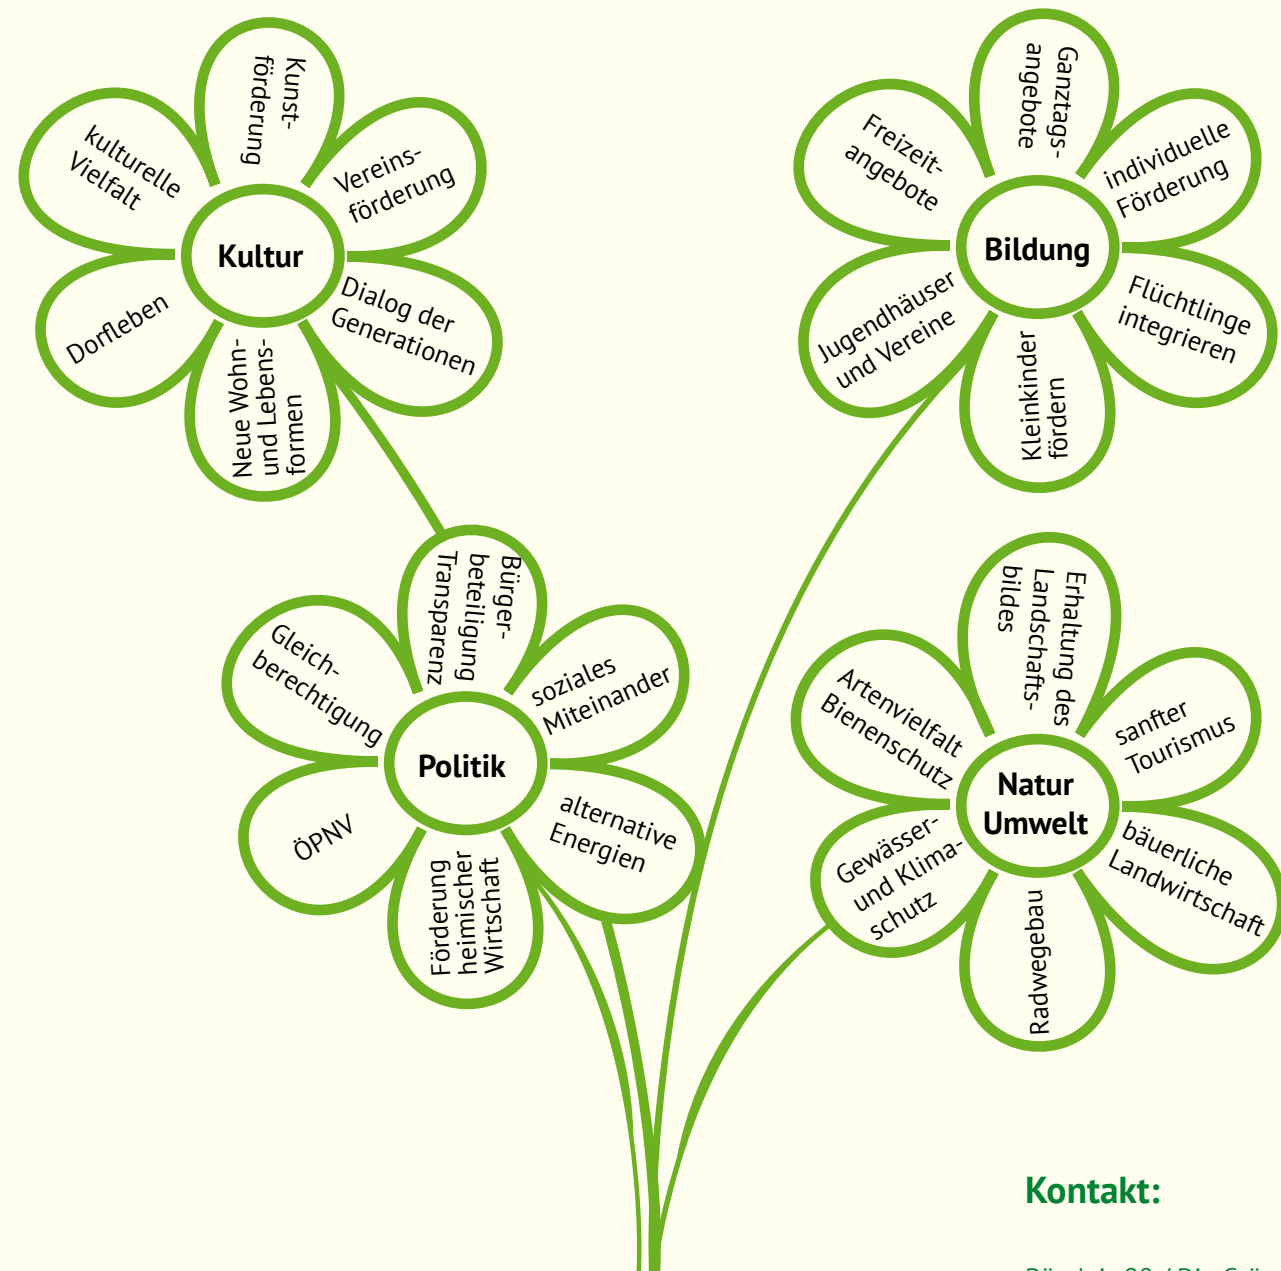 Kultur
Kunst-
förderung
Vereins-
förderung
Dialog der
Generationen
Neue Wohn-
und Lebens-
formen
Dorfleben
kulturelle
Vielfalt
Bildung
Ganztags-
angebote
individuelle
Förderung
Flüchtlinge
integrieren
Kleinkinder
fördern
Jugendhäuser
und Vereine
Freizeit-
angebote
Politik
Bürger-
beteiligung
Transparenz
soziales
Miteinander
alternative
Energien
Förderung
heimischer
Wirtschaft
ÖPNV
Gleich-
berechtigung
Natur
Umwelt
Erhaltung des
Landschafts-
bildes
sanfter
Tourismus
bäuerliche
Landwirtschaft
Radwegebau
Gewässer-
und Klima-
schutz
Artenvielfalt
Bienenschutz
Kontakt: